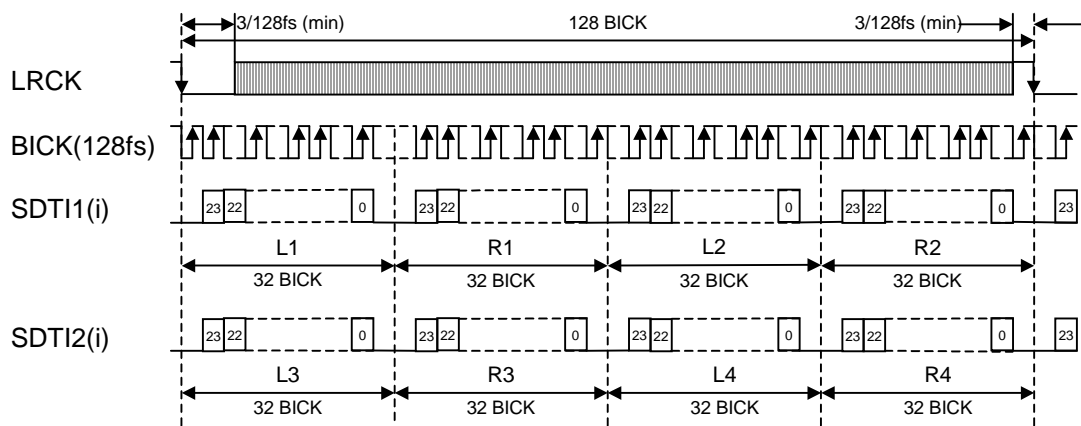 3/128fs (min) 128 BICK 3/128fs (min)
LRCK
BICK(128fs)
SDTI1(i) 23 22 0 23 22 0 23 22 0 23 22 0 23
L1 R1 L2 R2
32 BICK 32 BICK 32 BICK 32 BICK
SDTI2(i) 23 22 0 23 22 0 23 22 0 23 22 0 23
L3 R3 L4 R4
32 BICK 32 BICK 32 BICK 32 BICK